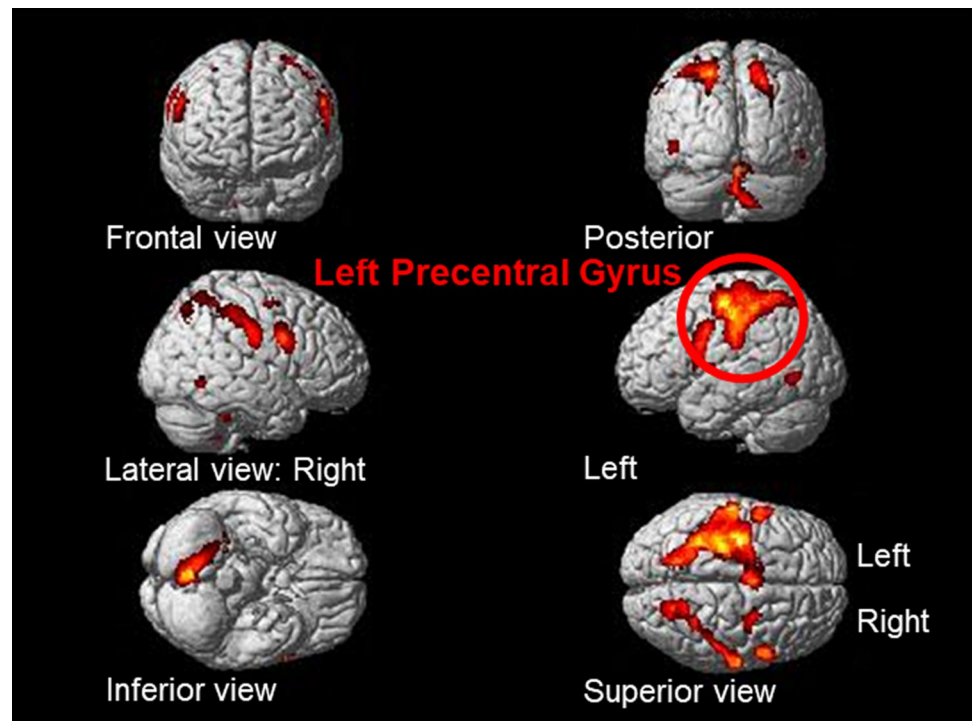 Frontal view
Posterior
Left Precentral Gyrus
Lateral view: Right
Left
Left
Right
Inferior view
Superior view